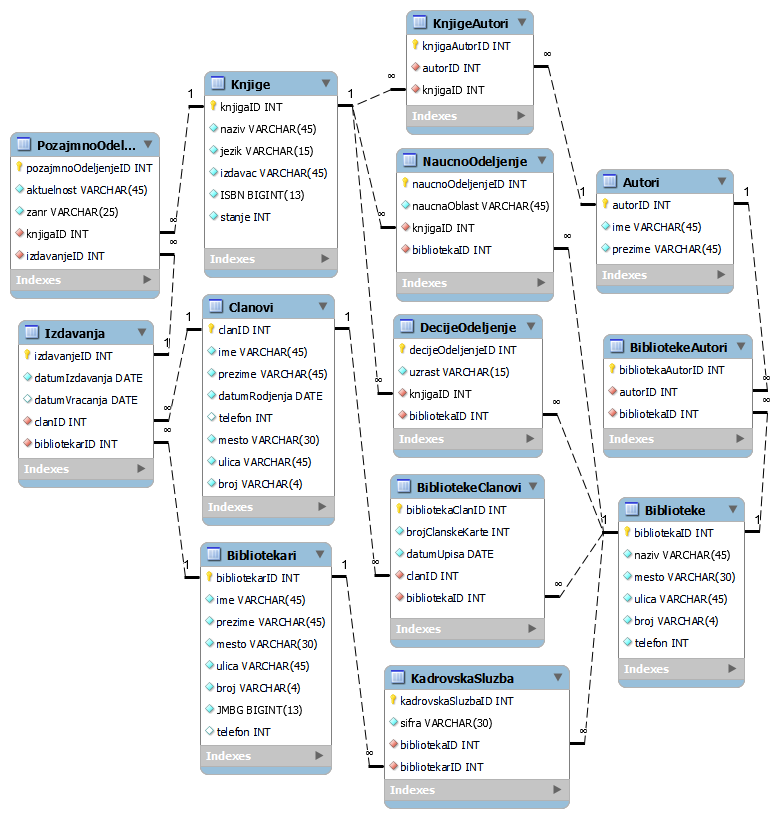 KnjigeAutori
knjigaAutorID INT
autorID INT
knjigaID INT
Indexes
Knjige
knjigaID INT
naziv VARCHAR(45)
jezik VARCHAR(15)
izdavac VARCHAR(45)
ISBN BIGINT(13)
stanje INT
Indexes
PozajmnoOdel...
pozajmnoOdeljenjeID INT
aktuelnost VARCHAR(45)
zanr VARCHAR(25)
knjigaID INT
izdavanjeID INT
Indexes
NaucnoOdeljenje
naucnoOdeljenjeID INT
naucnaOblast VARCHAR(45)
knjigaID INT
bibliotekaID INT
Indexes
Autori
autorID INT
ime VARCHAR(45)
prezime VARCHAR(45)
Indexes
Izdavanja
izdavanjeID INT
datumIzdavanja DATE
datumVracanja DATE
clanID INT
bibliotekarID INT
Indexes
Clanovi
clanID INT
ime VARCHAR(45)
prezime VARCHAR(45)
datumRodjenja DATE
telefon INT
mesto VARCHAR(30)
ulica VARCHAR(45)
broj VARCHAR(4)
Indexes
DecijeOdeljenje
decijeOdeljenjeID INT
uzrast VARCHAR(15)
knjigaID INT
bibliotekaID INT
Indexes
BibliotekeAutori
bibliotekaAutorID INT
autorID INT
bibliotekaID INT
Indexes
BibliotekeClanovi
bibliotekaClanID INT
brojClanskeKarte INT
datumUpisa DATE
clanID INT
bibliotekaID INT
Indexes
Biblioteke
bibliotekaID INT
naziv VARCHAR(45)
mesto VARCHAR(30)
ulica VARCHAR(45)
broj VARCHAR(4)
telefon INT
Indexes
Bibliotekari
bibliotekarID INT
ime VARCHAR(45)
prezime VARCHAR(45)
mesto VARCHAR(30)
ulica VARCHAR(45)
broj VARCHAR(4)
JMBG BIGINT(13)
telefon INT
Indexes
KadrovskaSluzba
kadrovskaSluzbaID INT
sifra VARCHAR(30)
bibliotekaID INT
bibliotekarID INT
Indexes
1
∞
1
∞
∞
1
1
∞
∞
∞
∞
1
1
∞
∞
1
∞
∞
1
∞
∞
1
1
∞
1
1
∞
∞